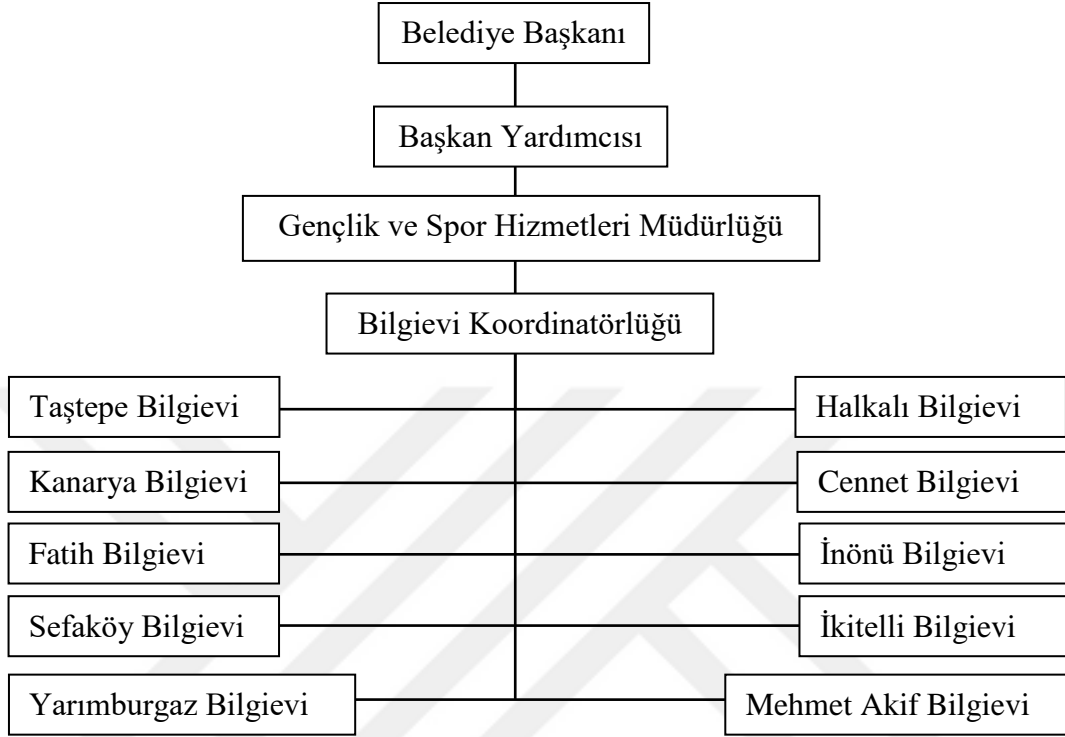 Belediye Başkanı
Başkan Yardımcısı
Gençlik ve Spor Hizmetleri Müdürlüğü
Bilgievi Koordinatörlüğü
Taştepe Bilgievi
Halkalı Bilgievi
Kanarya Bilgievi
Cennet Bilgievi
Fatih Bilgievi
İnönü Bilgievi
Sefaköy Bilgievi
İkitelli Bilgievi
Yarımburgaz Bilgievi
Mehmet Akif Bilgievi